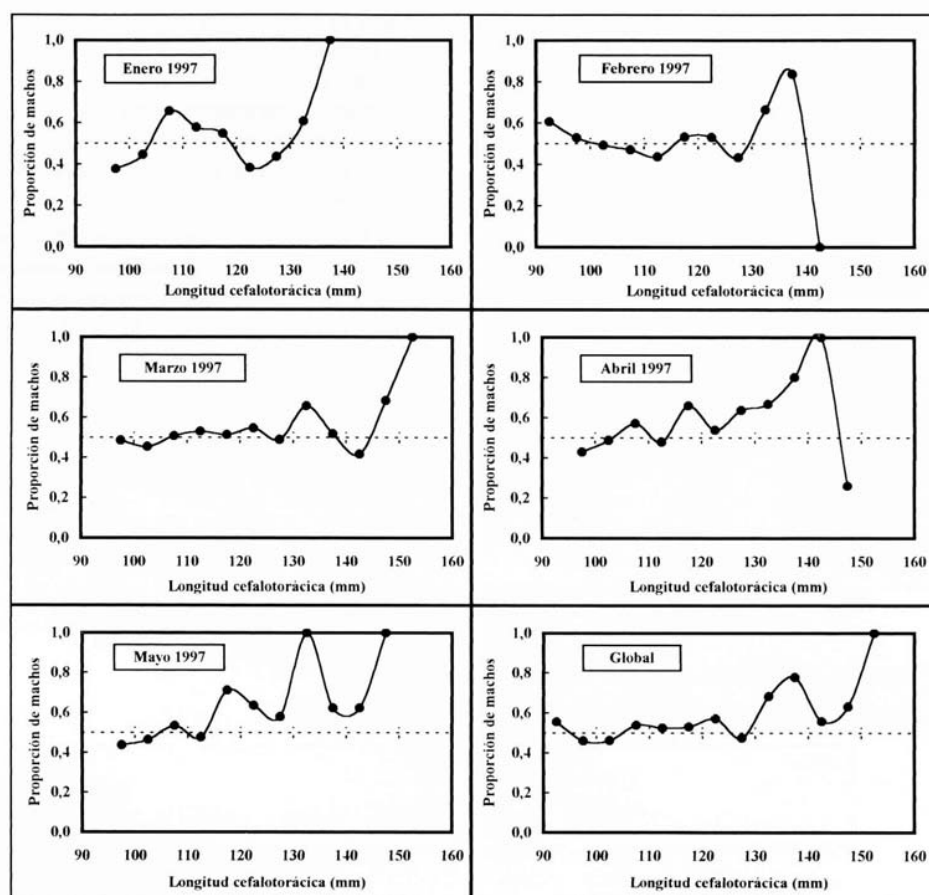 Enero 1997
Proporción de machos
1,0
0,8
0,6
0,4
0,2
0,0
90 100 110 120 130 140 150 160
Longitud cefalotorácica (mm)
Febrero 1997
Proporción de machos
1,0
0,8
0,6
0,4
0,2
0,0
90 100 110 120 130 140 150 160
Longitud cefalotorácica (mm)
Marzo 1997
Proporción de machos
1,0
0,8
0,6
0,4
0,2
0,0
90 100 110 120 130 140 150 160
Longitud cefalotorácica (mm)
Abril 1997
Proporción de machos
1,0
0,8
0,6
0,4
0,2
0,0
90 100 110 120 130 140 150 160
Longitud cefalotorácica (mm)
Mayo 1997
Proporción de machos
1,0
0,8
0,6
0,4
0,2
0,0
90 100 110 120 130 140 150 160
Longitud cefalotorácica (mm)
Global
Proporción de machos
1,0
0,8
0,6
0,4
0,2
0,0
90 100 110 120 130 140 150 160
Longitud cefalotorácica (mm)